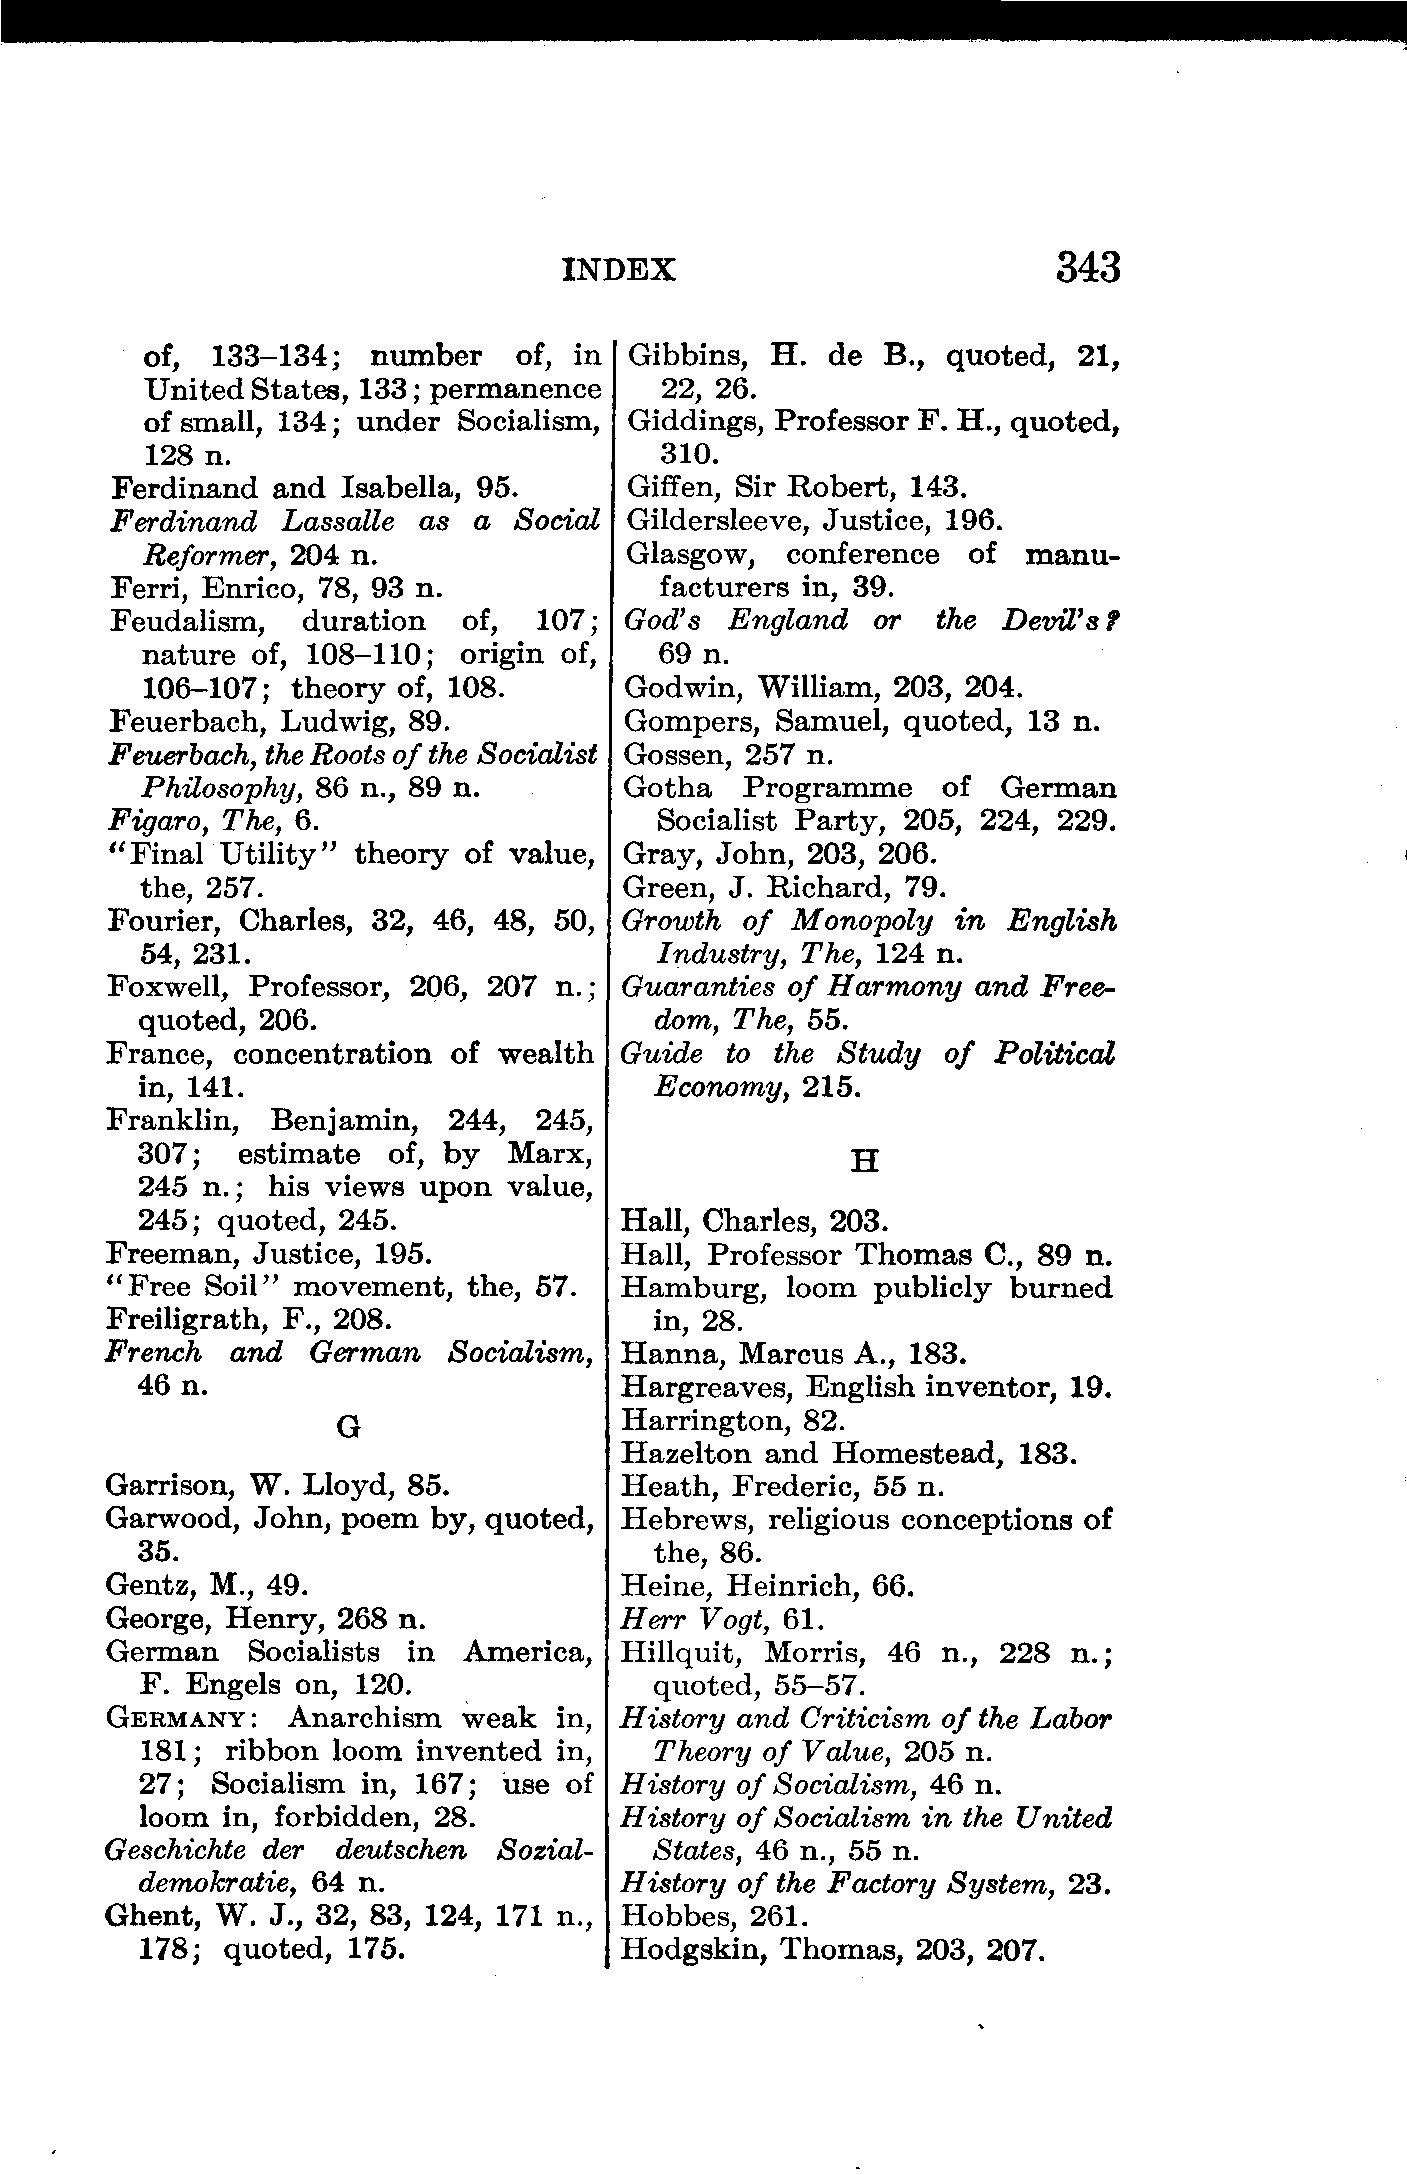 INDEX 343
of, 133–134; number of, in
United States, 133; permanence
of small, 134; under Socialism,
128 n.
Ferdinand and Isabella, 95.
Ferdinand Lassalle as a Social
Reformer, 204 n.
Ferri, Enrico, 78, 93 n.
Feudalism, duration of, 107;
nature of, 108–110; origin of,
106–107; theory of, 108.
Feuerbach, Ludwig, 89.
Feuerbach, the Roots of the Socialist
Philosophy, 86 n., 89 n.
Figaro, The, 6.
"Final Utility" theory of value,
the, 257.
Fourier, Charles, 32, 46, 48, 50,
54, 231.
Foxwell, Professor, 206, 207 n.;
quoted, 206.
France, concentration of wealth
in, 141.
Franklin, Benjamin, 244, 245,
307; estimate of, by Marx,
245 n.; his views upon value,
245; quoted, 245.
Freeman, Justice, 195.
"Free Soil" movement, the, 57.
Freiligrath, F., 208.
French and German Socialism,
46 n.
G
Garrison, W. Lloyd, 85.
Garwood, John, poem by, quoted,
35.
Gentz, M., 49.
George, Henry, 268 n.
German Socialists in America,
F. Engels on, 120.
GERMANY: Anarchism weak in,
181; ribbon loom invented in,
27; Socialism in, 167; use of
loom in, forbidden, 28.
Geschichte der deutschen Sozial-
demokratie, 64 n.
Ghent, W. J., 32, 83, 124, 171 n.,
178; quoted, 175.
Gibbins, H. de B., quoted, 21,
22, 26.
Giddings, Professor F. H., quoted,
310.
Giffen, Sir Robert, 143.
Gildersleeve, Justice, 196.
Glasgow, conference of manu-
facturers in, 39.
God's England or the Devil's?
69 n.
Godwin, William, 203, 204.
Gompers, Samuel, quoted, 13 n.
Gossen, 257 n.
Gotha Programme of German
Socialist Party, 205, 224, 229.
Gray, John, 203, 206.
Green, J. Richard, 79.
Growth of Monopoly in English
Industry, The, 124 n.
Guaranties of Harmony and Free-
dom, The, 55.
Guide to the Study of Political
Economy, 215.
H
Hall, Charles, 203.
Hall, Professor Thomas C., 89 n.
Hamburg, loom publicly burned
in, 28.
Hanna, Marcus A., 183.
Hargreaves, English inventor, 19.
Harrington, 82.
Hazelton and Homestead, 183.
Heath, Frederic, 55 n.
Hebrews, religious conceptions of
the, 86.
Heine, Heinrich, 66.
Herr Vogt, 61.
Hillquit, Morris, 46 n., 228 n.;
quoted, 55–57.
History and Criticism of the Labor
Theory of Value, 205 n.
History of Socialism, 46 n.
History of Socialism in the United
States, 46 n., 55 n.
History of the Factory System, 23.
Hobbes, 261.
Hodgskin, Thomas, 203, 207.